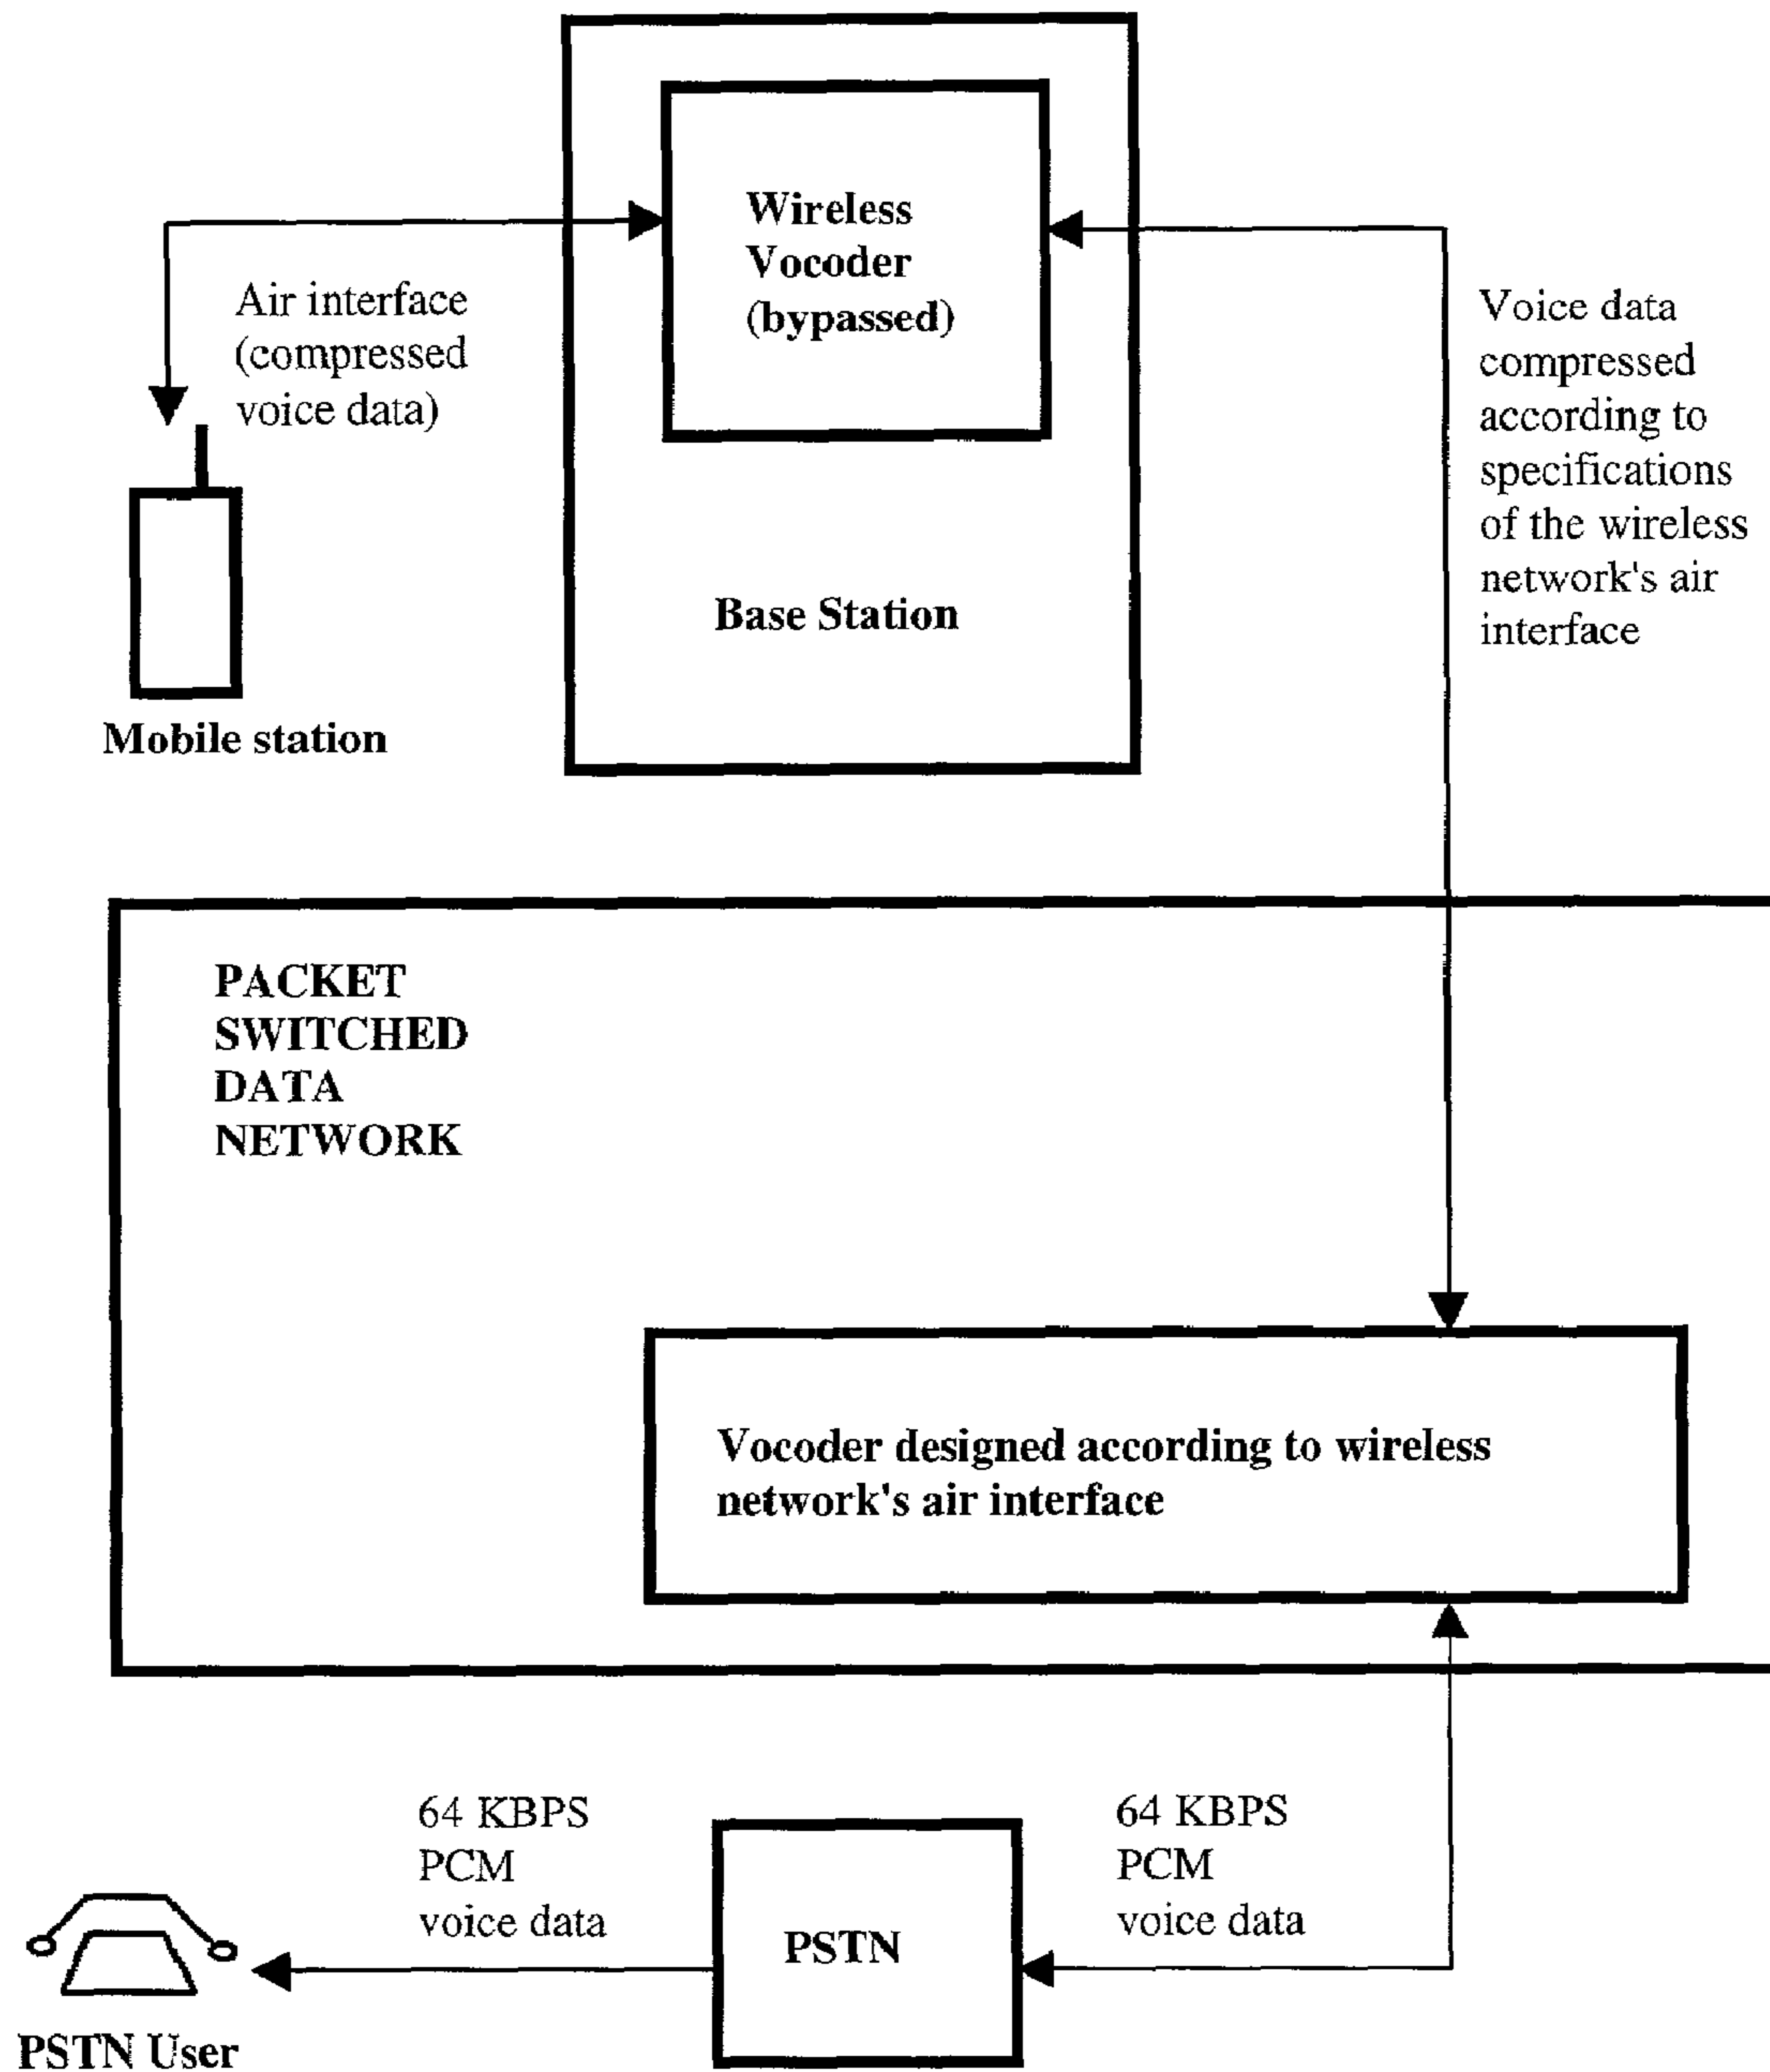 Wireless
Vocoder
(bypassed)
Air interface
(compressed
voice data)
Voice data
compressed
according to
specifications
of the wireless
network's air
interface
Base Station
Mobile station
PACKET
SWITCHED
DATA
NETWORK
Vocoder designed according to wireless
network's air interface
64 KBPS
PCM
voice data
64 KBPS
PCM
voice data
PSTN
PSTN User